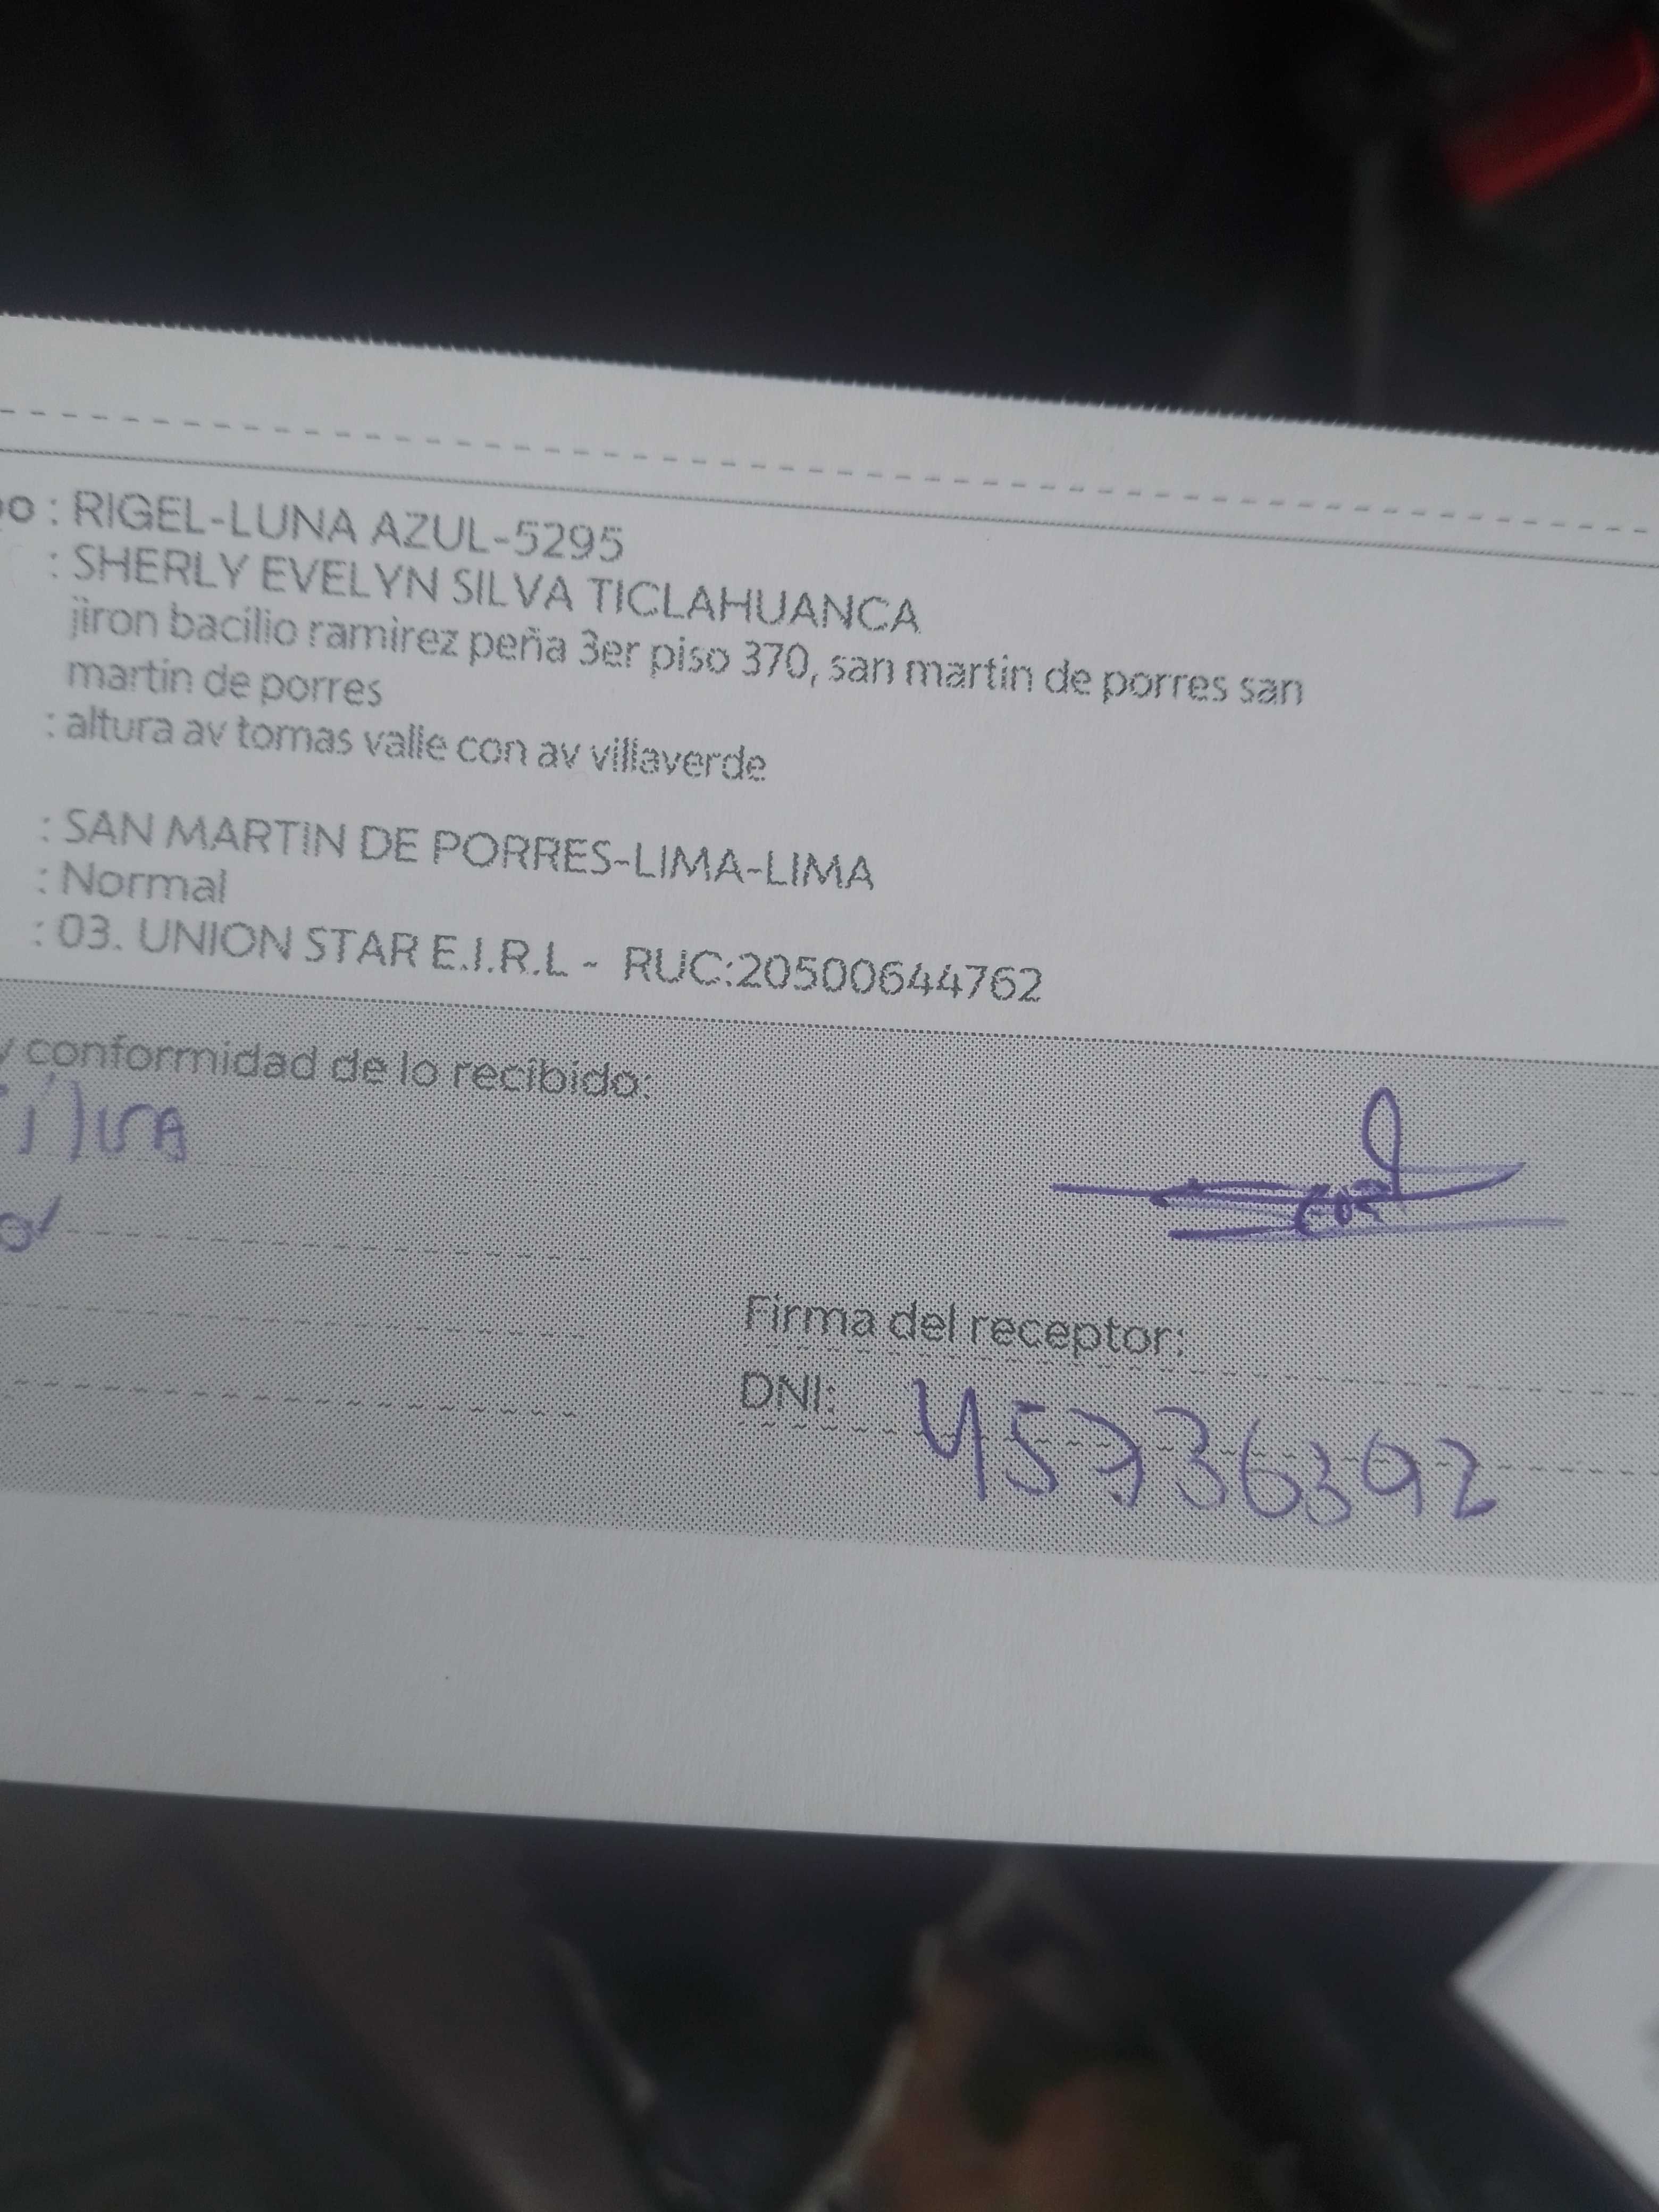 : RIGEL-LUNA AZUL-5295
: SHERLY EVELYN SILVA TICLAHUANCA
jiron bacilio ramirez peña 3er piso 370, san martin de porres san
martin de porres
: altura av tomas valle con av villaverde
: SAN MARTIN DE PORRES-LIMA-LIMA
: Normal
: 03. UNION STAR E.I.R.L - RUC:20500644762
y conformidad de lo recibido:
Silva
Firma del receptor:
DNI: 45736392